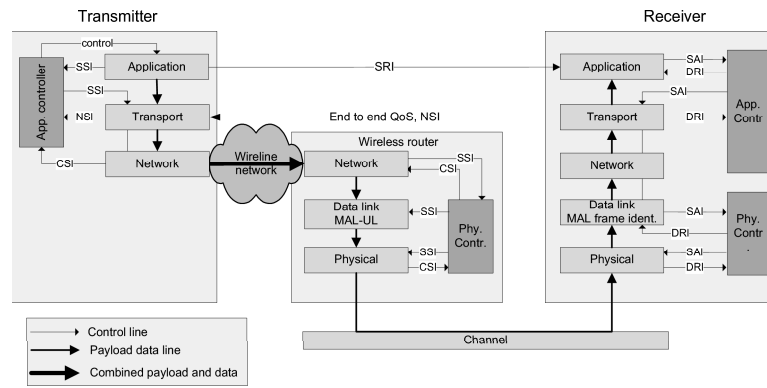 Transmitter
Receiver
control
SSI
Application
SRI
Application
SAI
DRI
App. controller
SSI
SAI
App.
Contr
NSI
Transport
End to end QoS, NSI
Transport
DRI
Wireless router
CSI
Network
Wireline
network
Network
SSI
CSI
Network
Data link
MAL-UL
SSI
Phy.
Contr.
Data link
MAL frame ident.
SAI
DRI
Phy.
Contr
.
Physical
SSI
CSI
Physical
SAI
DRI
Channel
Control line
Payload data line
Combined payload and data